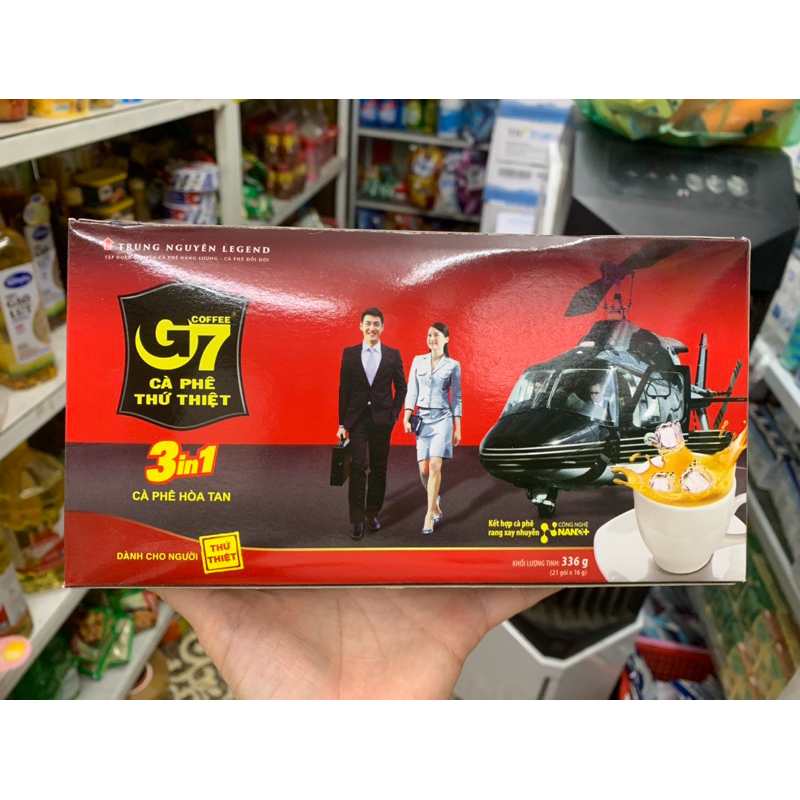 TRUNG NGUYÊN LEGEND
COFFEE
G7
CÀ PHÊ
THỨ THIỆT
3in1
CÀ PHÊ HÒA TAN
DÀNH CHO NGƯỜI
THỨ
THIỆT
Kết hợp cà phê
rang xay nhuyễn
CÔNG NGHỆ
NANO+
KHỐI LƯỢNG TỊNH: 336 g
(21 gói x 16 g)